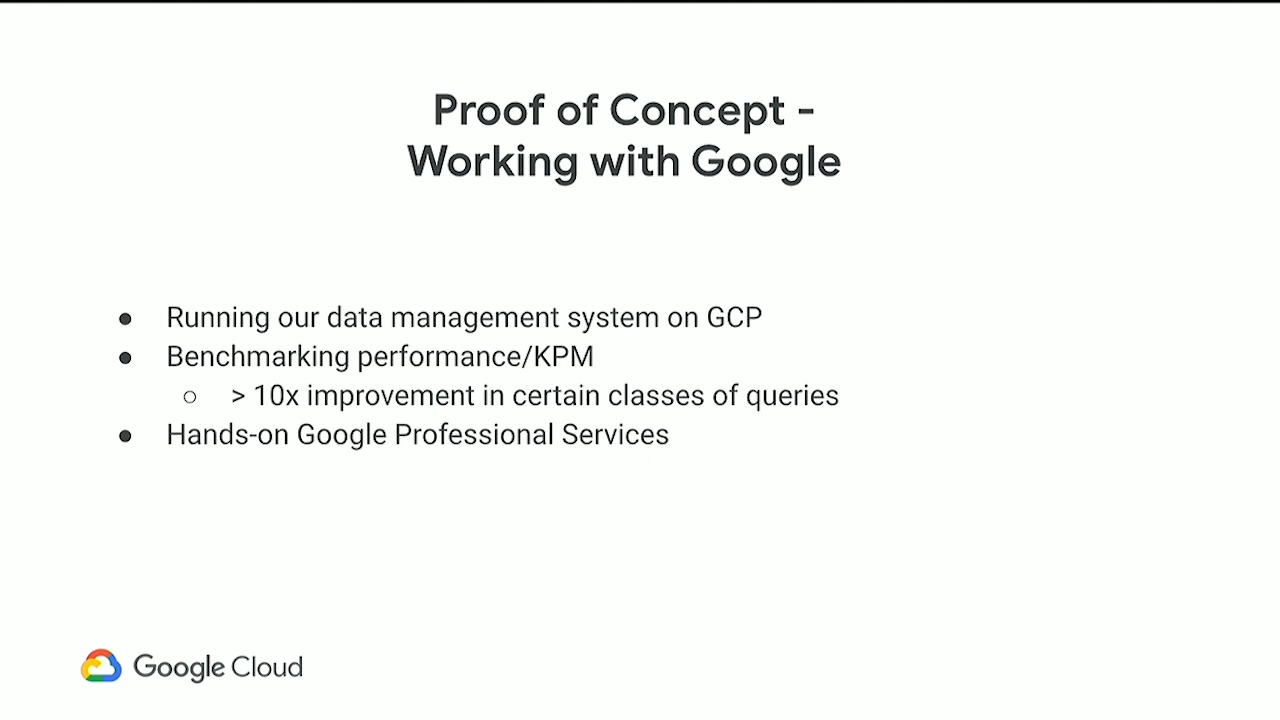 Proof of Concept -
Working with Google
● Running our data management system on GCP
● Benchmarking performance/KPM
○ > 10x improvement in certain classes of queries
● Hands-on Google Professional Services
Google Cloud